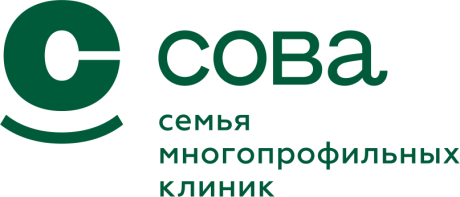 с сова
семья
многопрофильных
клиник